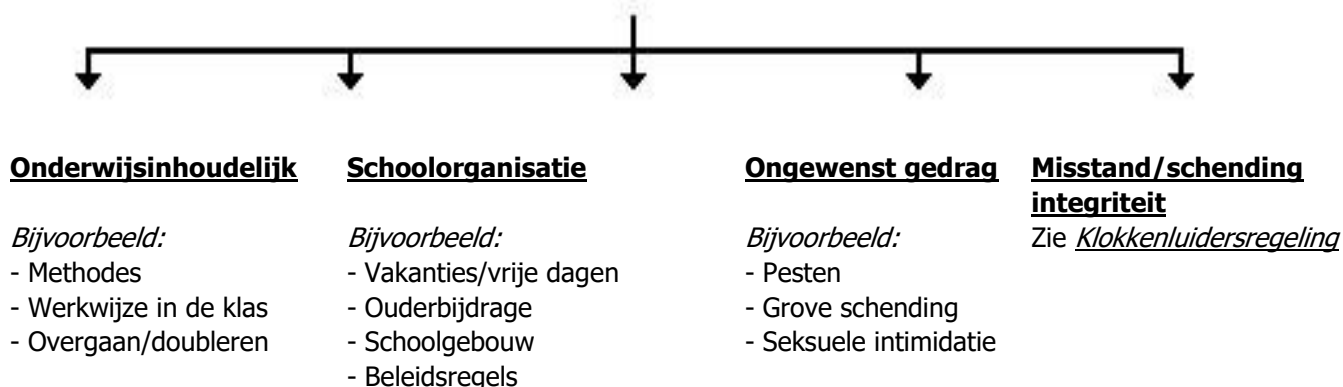 Onderwijsinhoudelijk
Bijvoorbeeld:
- Methodes
- Werkwijze in de klas
- Overgaan/doubleren
Schoolorganisatie
Bijvoorbeeld:
- Vakanties/vrije dagen
- Ouderbijdrage
- Schoolgebouw
- Beleidsregels
Ongewenst gedrag
Bijvoorbeeld:
- Pesten
- Grove schending
- Seksuele intimidatie
Misstand/schending
integriteit
Zie Klokkenluidersregeling